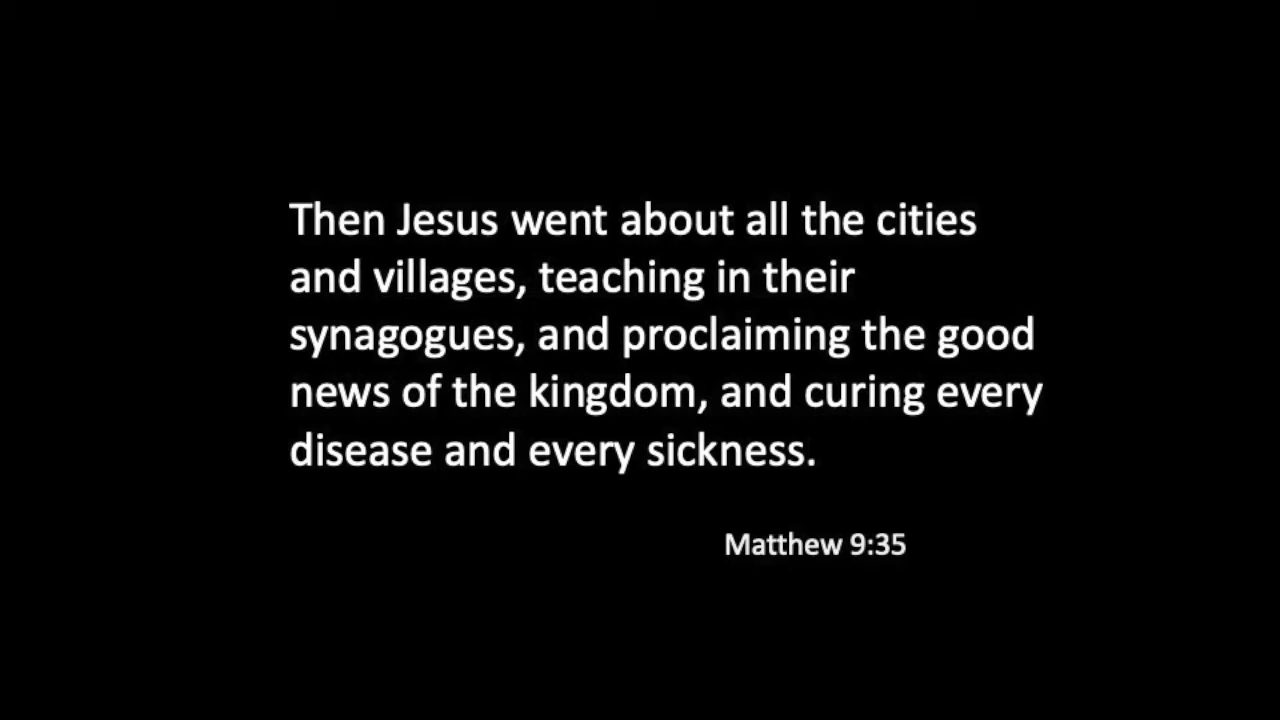 Then Jesus went about all the cities
and villages, teaching in their
synagogues, and proclaiming the good
news of the kingdom, and curing every
disease and every sickness.
Matthew 9:35